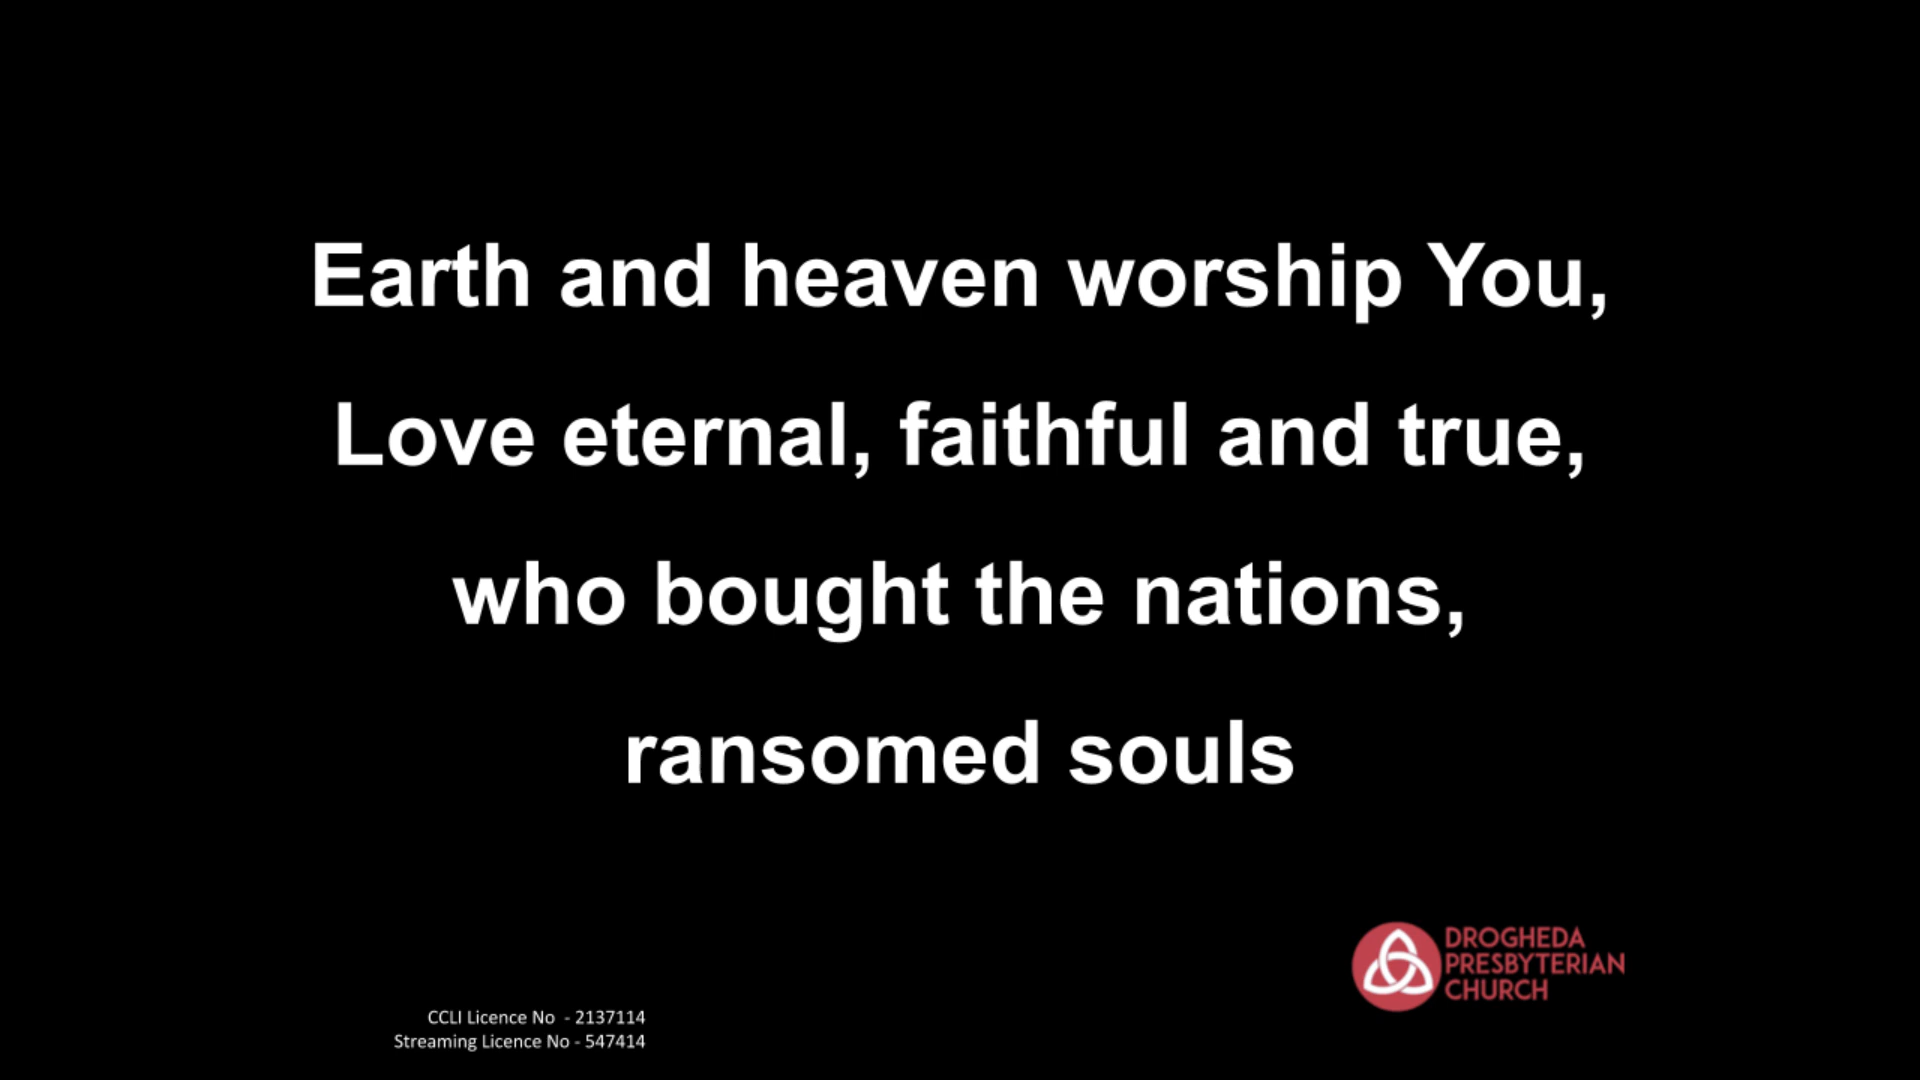 Earth and heaven worship You,
Love eternal, faithful and true,
who bought the nations,
ransomed souls
DROGHEDA
PRESBYTERIAN
CHURCH
CCLI Licence No - 2137114
Streaming Licence No - 547414